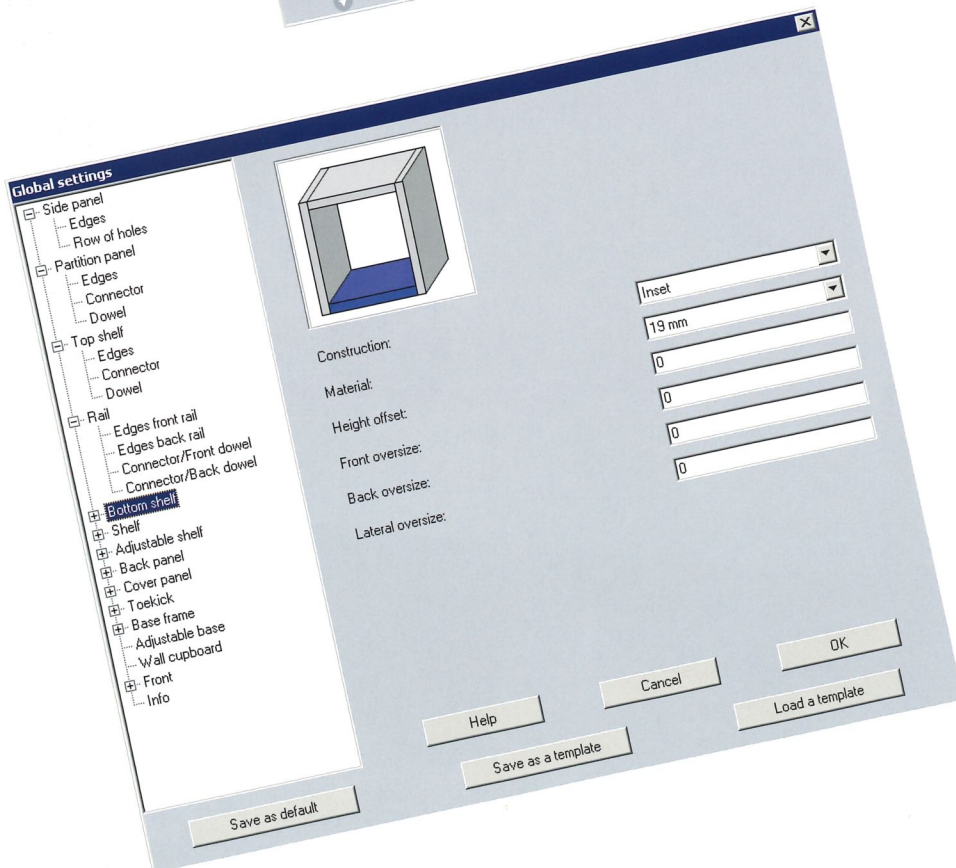 Global settings
Side panel
Edges
Row of holes
Partition panel
Edges
Connector
Dowel
Top shelf
Edges
Connector
Dowel
Rail
Edges front rail
Edges back rail
Connector/Front dowel
Connector/Back dowel
Bottom shelf
Shelf
Adjustable shelf
Back panel
Cover panel
Toekick
Base frame
Adjustable base
Wall cupboard
Front
Info
Construction: Inset
Material: 19 mm
Height offset: 0
Front oversize: 0
Back oversize: 0
Lateral oversize: 0
Help Cancel OK
Save as default Save as a template Load a template